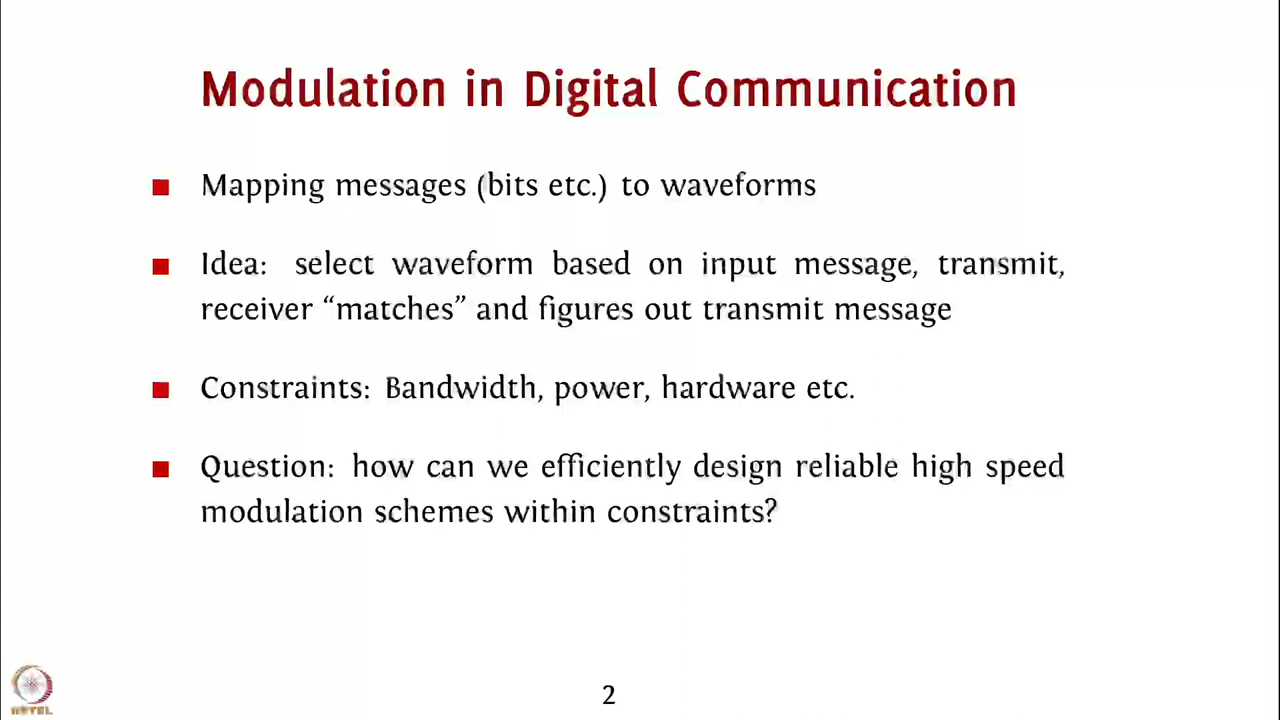 Modulation in Digital Communication
Mapping messages (bits etc.) to waveforms
Idea: select waveform based on input message, transmit,
receiver “matches” and figures out transmit message
Constraints: Bandwidth, power, hardware etc.
Question: how can we efficiently design reliable high speed
modulation schemes within constraints?
NPTEL
2